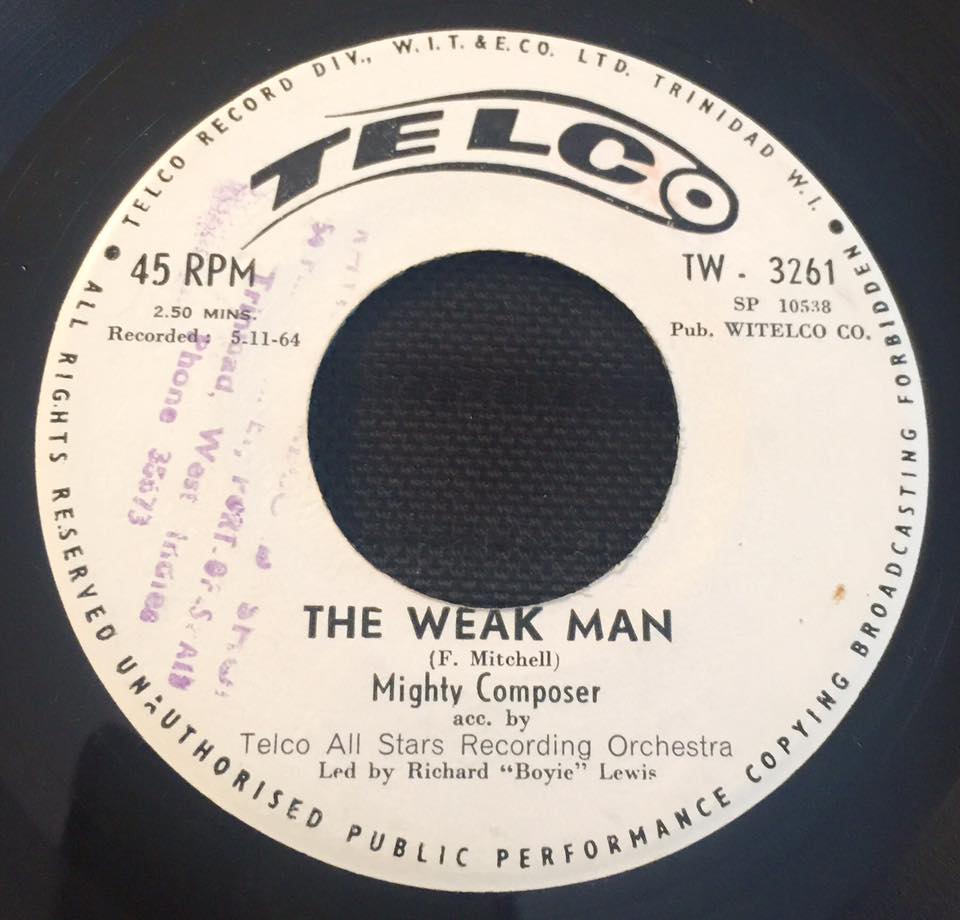 ● TELCO RECORD DIV., W.I.T. & E.CO. LTD. TRINIDAD W.I. ●
TELCO
45 RPM
2.50 MINS.
Recorded: 5-11-64
TW - 3261
SP 10538
Pub. WITELCO CO.
Trinidad, West Indies
Phone 35673
THE WEAK MAN
(F. Mitchell)
Mighty Composer
acc. by
Telco All Stars Recording Orchestra
Led by Richard “Boyie” Lewis
ALL RIGHTS RESERVED UNAUTHORISED PUBLIC PERFORMANCE COPYING BROADCASTING FORBIDDEN